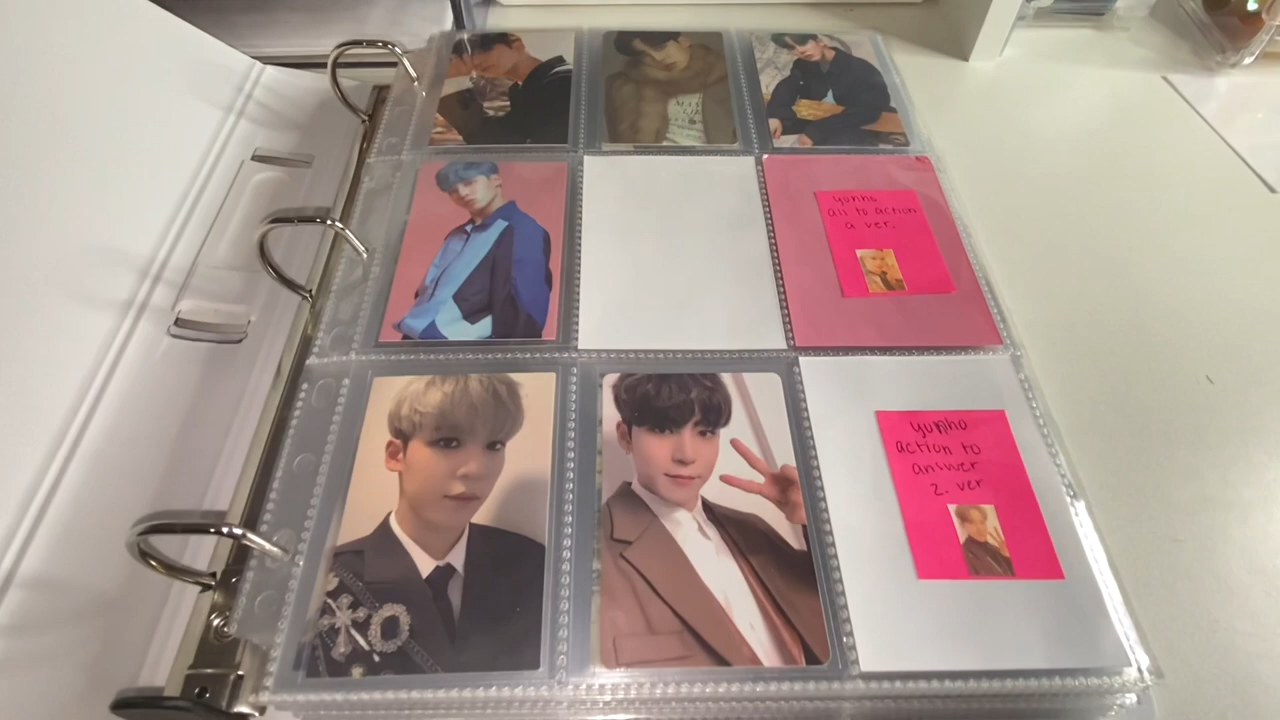 yunho
all to action
a ver.
yunho
action to
answer
z. ver